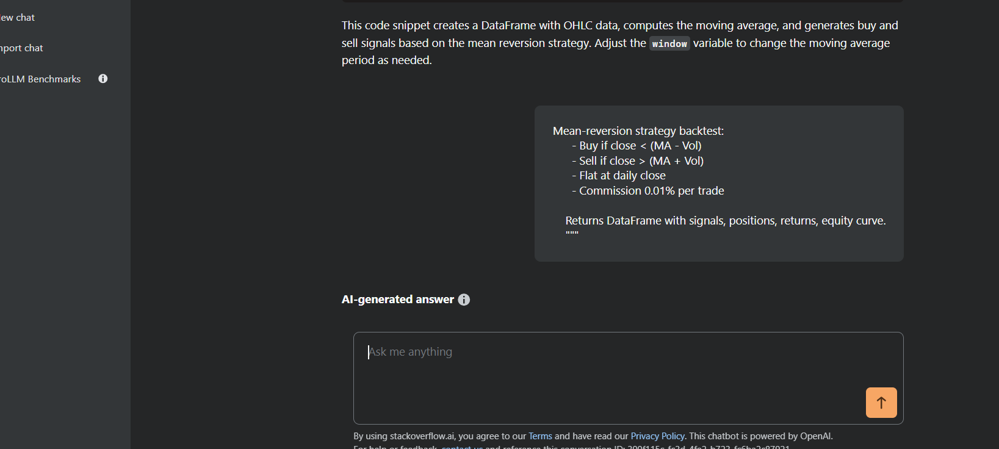 ew chat
mport chat
roLLM Benchmarks
This code snippet creates a DataFrame with OHLC data, computes the moving average, and generates buy and
sell signals based on the mean reversion strategy. Adjust the window variable to change the moving average
period as needed.
Mean-reversion strategy backtest:
- Buy if close < (MA - Vol)
- Sell if close > (MA + Vol)
- Flat at daily close
- Commission 0.01% per trade
Returns DataFrame with signals, positions, returns, equity curve.
"""
AI-generated answer
Ask me anything
By using stackoverflow.ai, you agree to our Terms and have read our Privacy Policy. This chatbot is powered by OpenAI.
For help or feedback, contact us and reference this conversation ID: